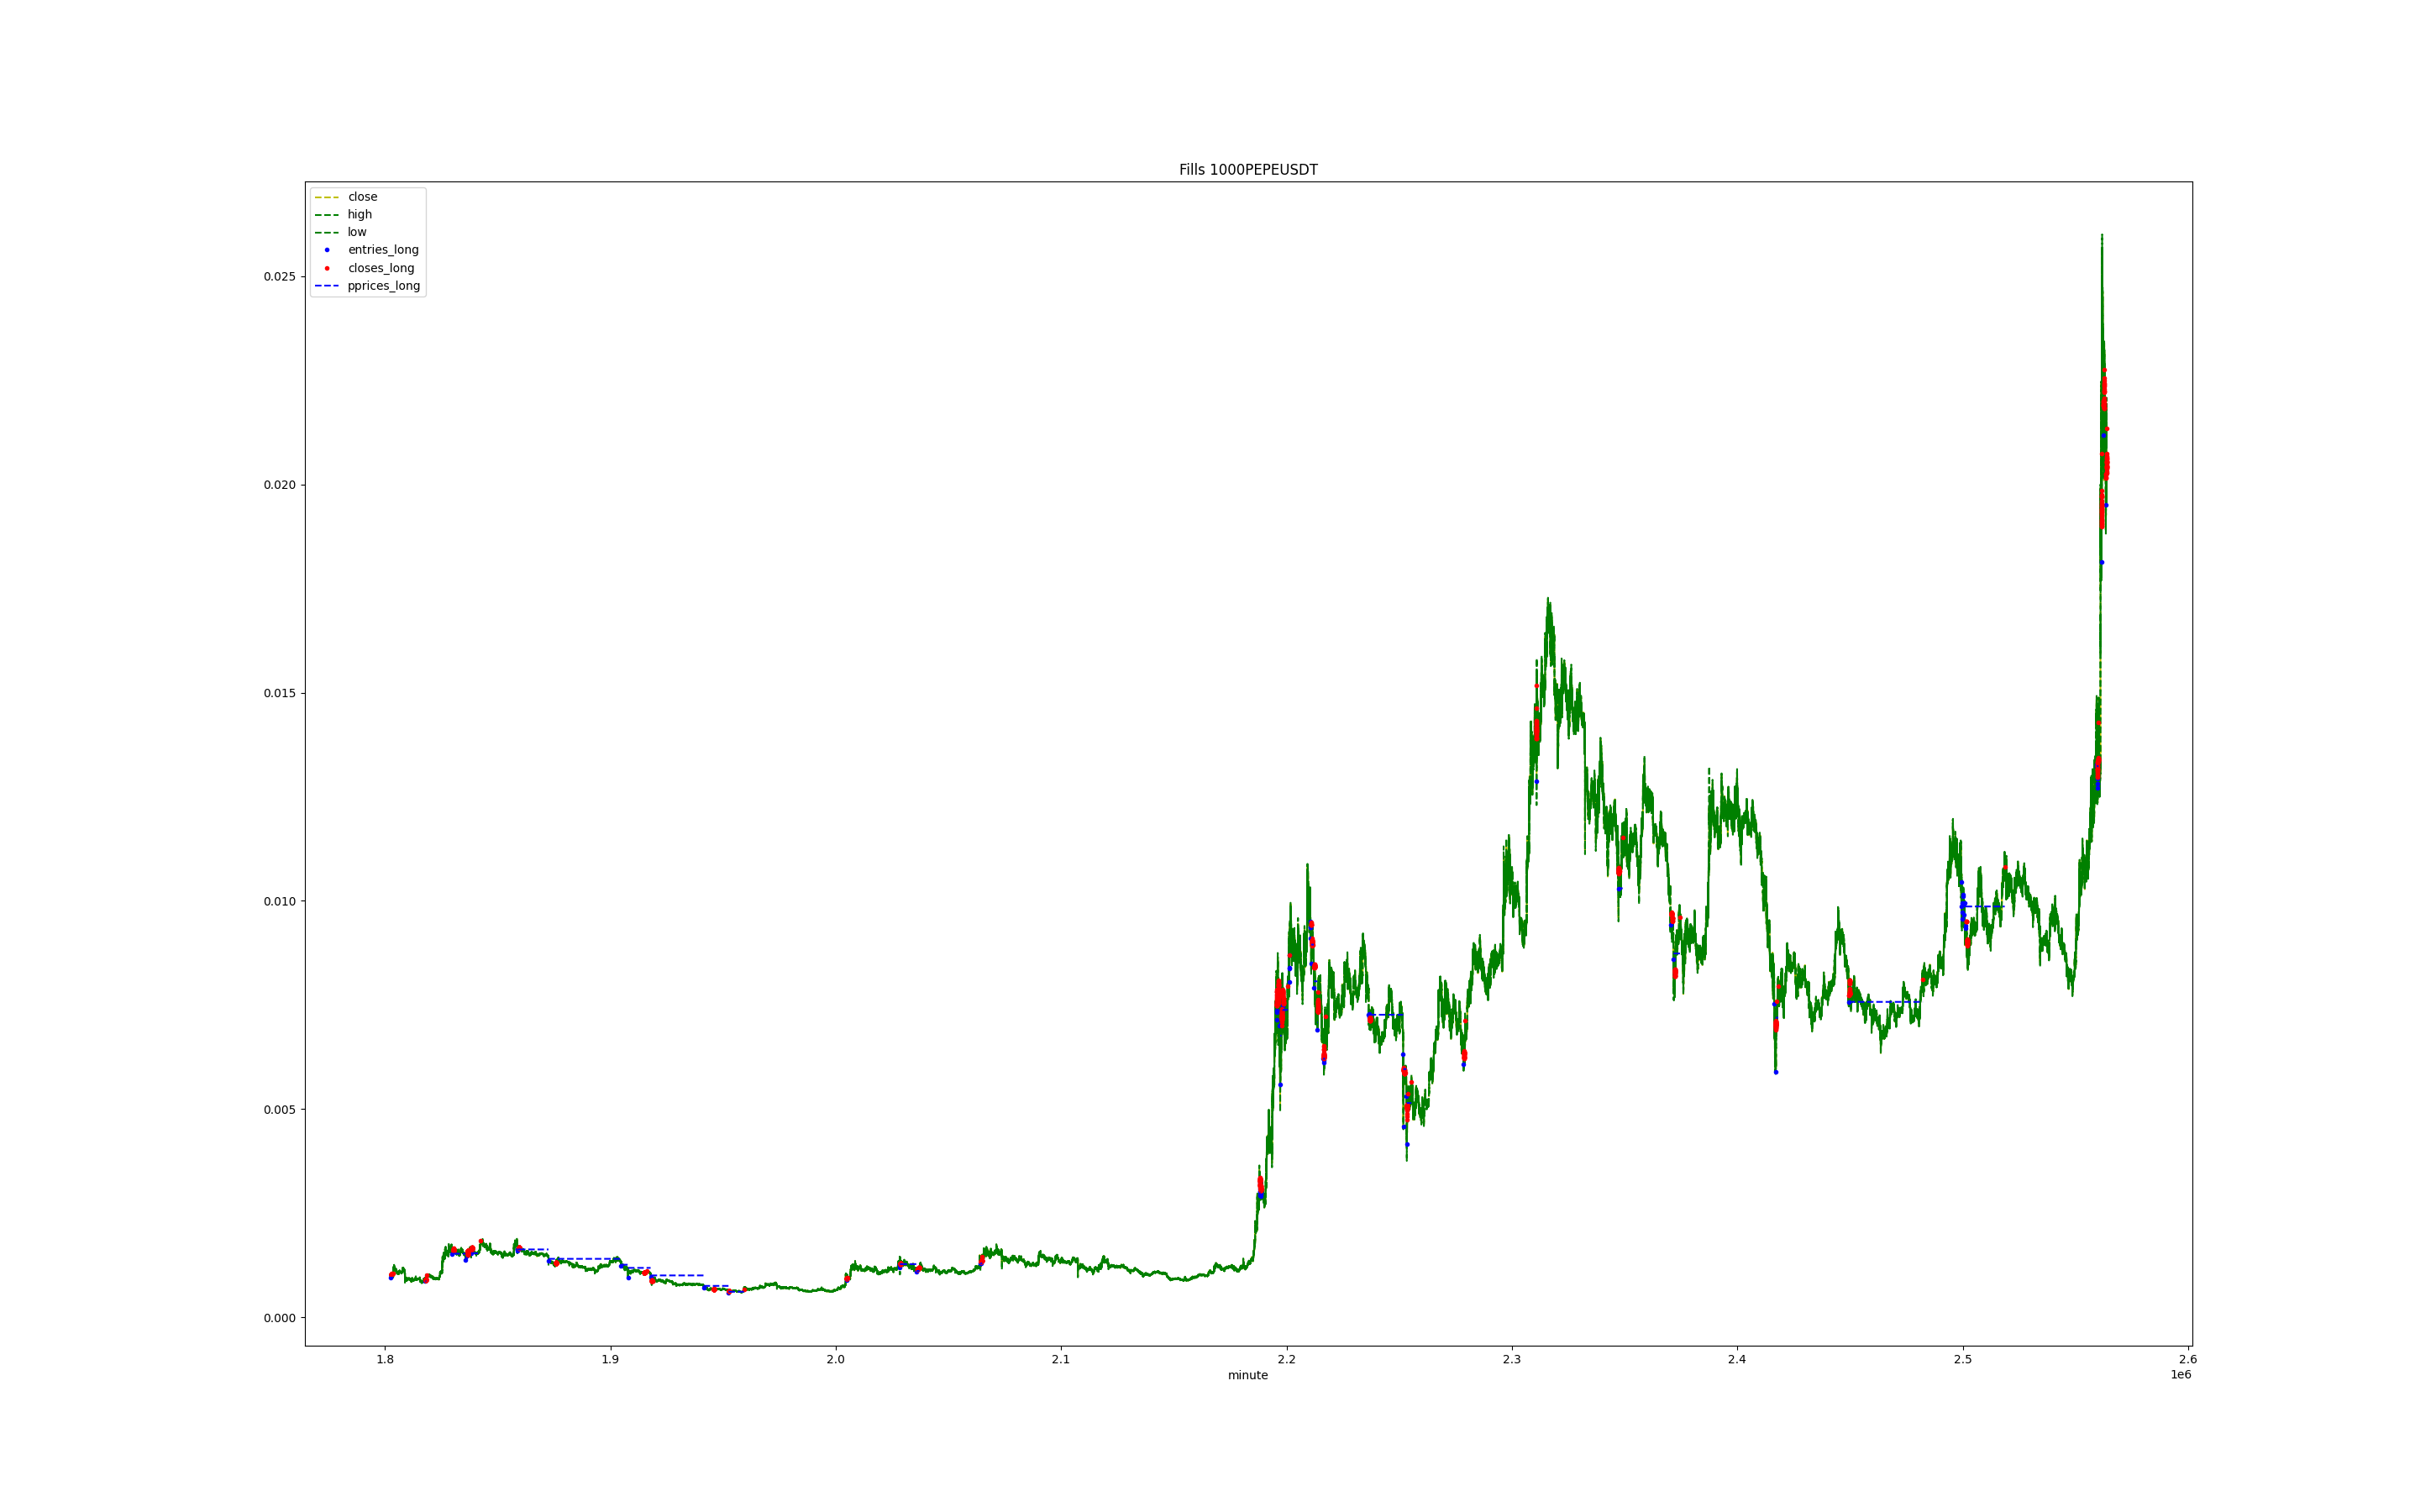 Fills 1000PEPEUSDT
close
high
low
entries_long
closes_long
pprices_long
0.025
0.020
0.015
0.010
0.005
0.000
1.8 1.9 2.0 2.1 2.2 2.3 2.4 2.5 2.6
minute 1e6